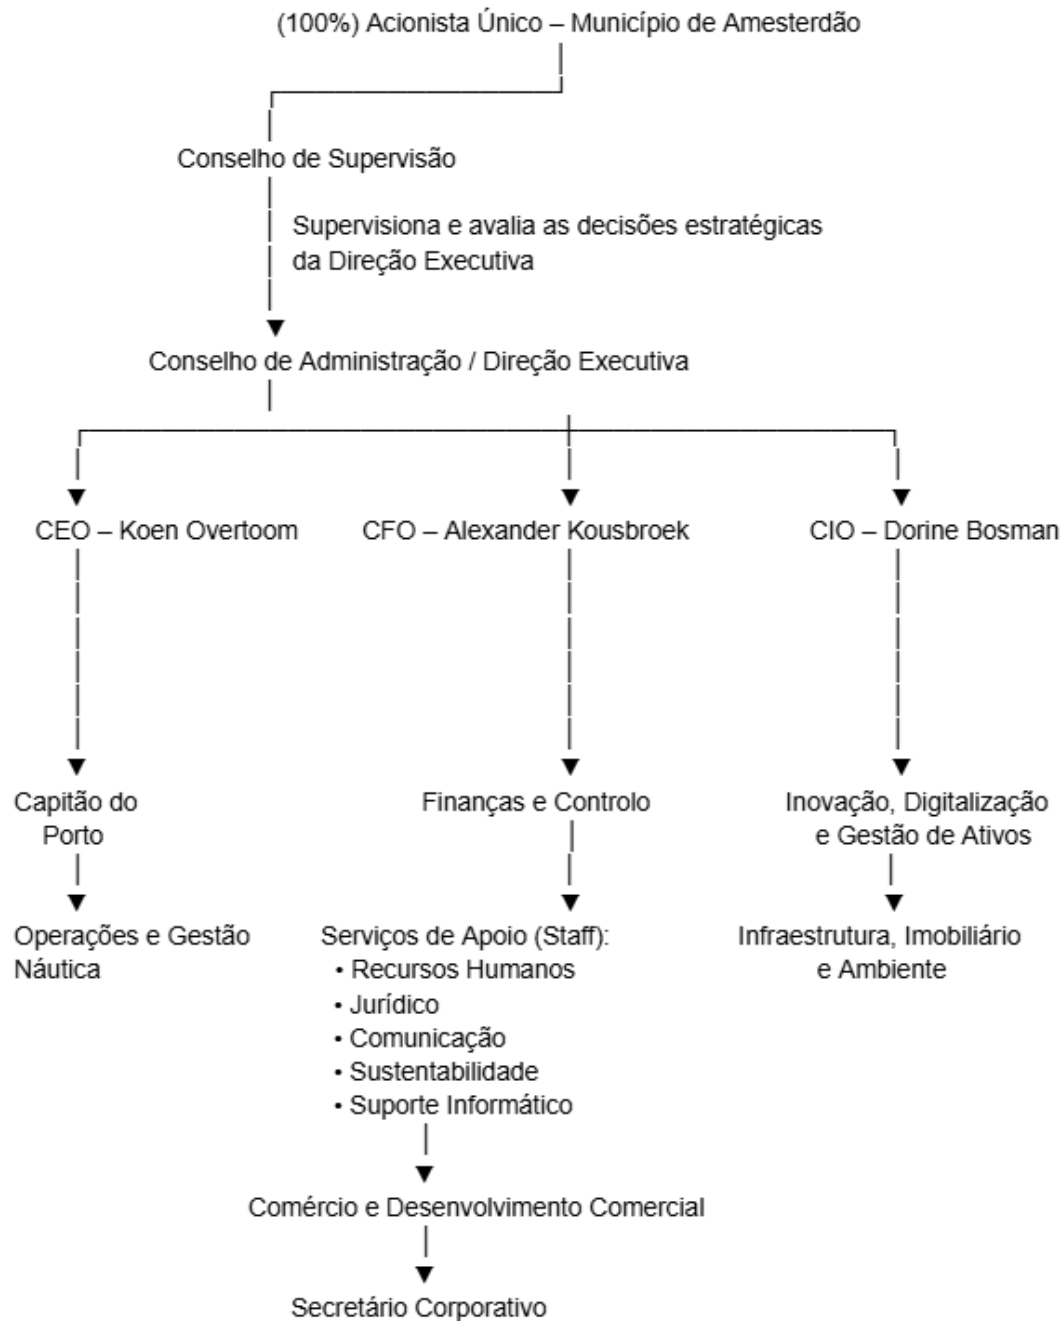 (100%) Acionista Único – Município de Amesterdão
Conselho de Supervisão
Supervisiona e avalia as decisões estratégicas
da Direção Executiva
Conselho de Administração / Direção Executiva
CEO – Koen Overtoom
CFO – Alexander Kousbroek
CIO – Dorine Bosman
Capitão do
Porto
Finanças e Controlo
Inovação, Digitalização
e Gestão de Ativos
Operações e Gestão
Náutica
Serviços de Apoio (Staff):
• Recursos Humanos
• Jurídico
• Comunicação
• Sustentabilidade
• Suporte Informático
Infraestrutura, Imobiliário
e Ambiente
Comércio e Desenvolvimento Comercial
Secretário Corporativo